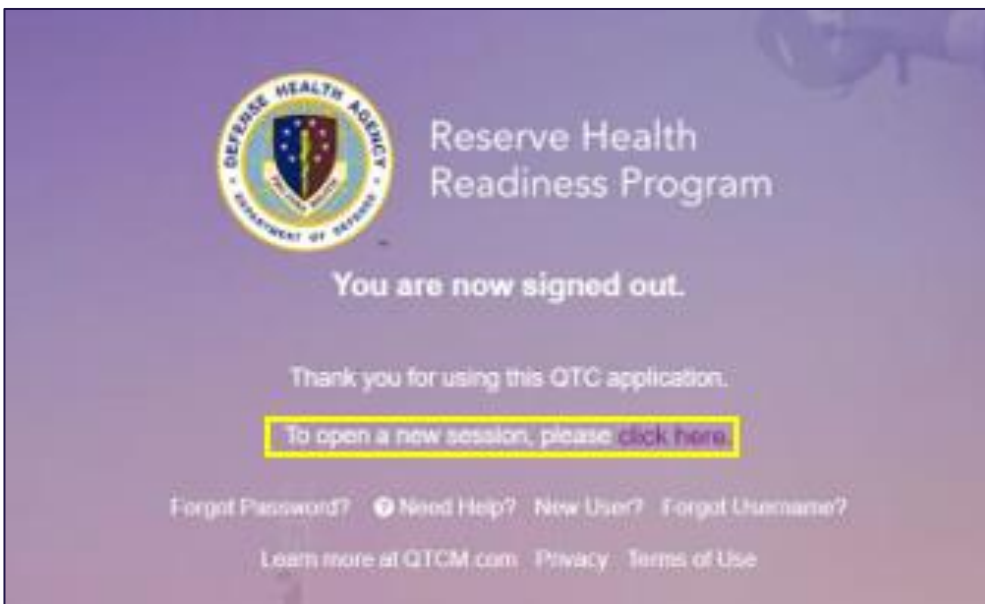 DEFENSE HEALTH AGENCY
DEPARTMENT OF DEFENSE
Reserve Health
Readiness Program
You are now signed out.
Thank you for using this QTC application.
To open a new session, please click here.
Forgot Password? Need Help? New User? Forgot Username?
Learn more at QTCM.com Privacy Terms of Use